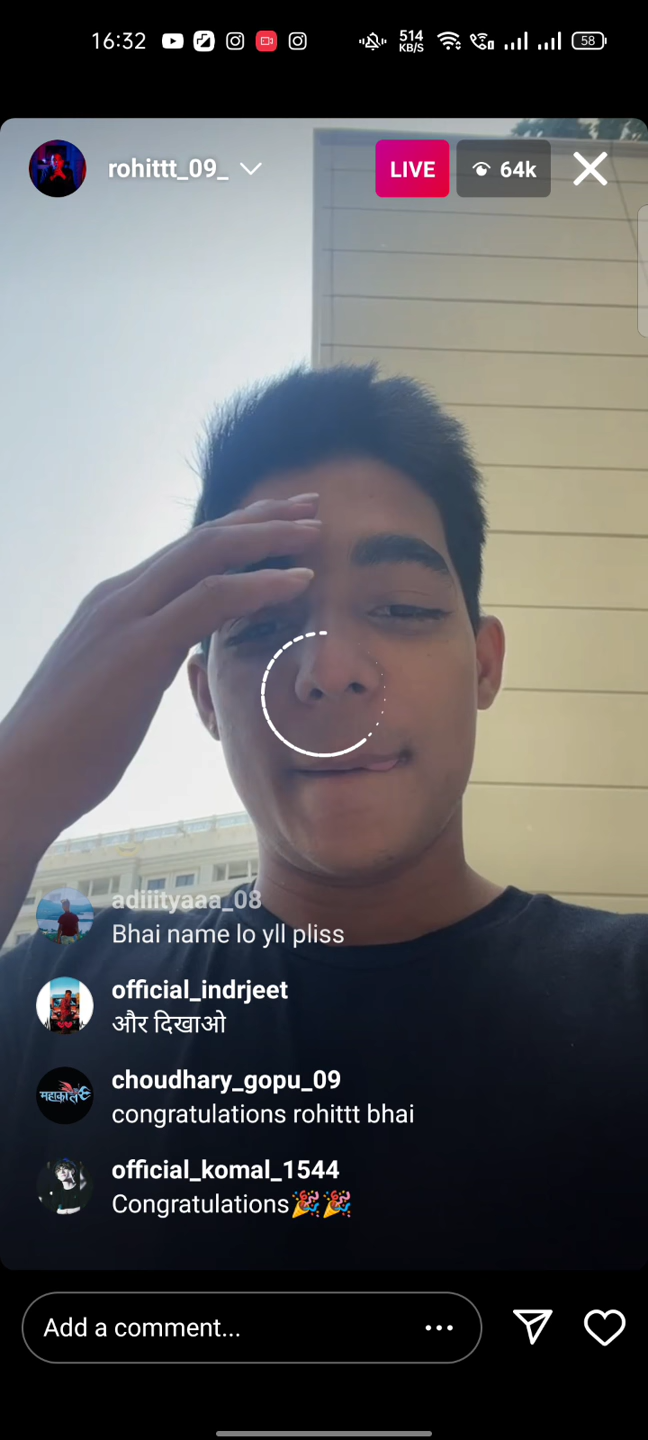 16:32
514
KB/S
58
rohittt_09_
LIVE
64k
adiiityaaa_08
Bhai name lo yll pliss
official_indrjeet
और दिखाओ
महाकाल
choudhary_gopu_09
congratulations rohittt bhai
official_komal_1544
Congratulations🎉🎉
Add a comment...